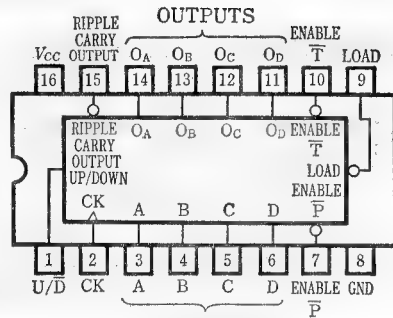 OUTPUTS
RIPPLE
CARRY
OUTPUT
ENABLE
T̅
Vcc
OA
OB
OC
OD
LOAD
16
15
14
13
12
11
10
9
RIPPLE
CARRY
OUTPUT
UP/DOWN
OA
OB
OC
OD
ENABLE
T̅
LOAD
ENABLE
P̅
CK
A
B
C
D
1
2
3
4
5
6
7
8
U/D̅
CK
A
B
C
D
ENABLE
P̅
GND